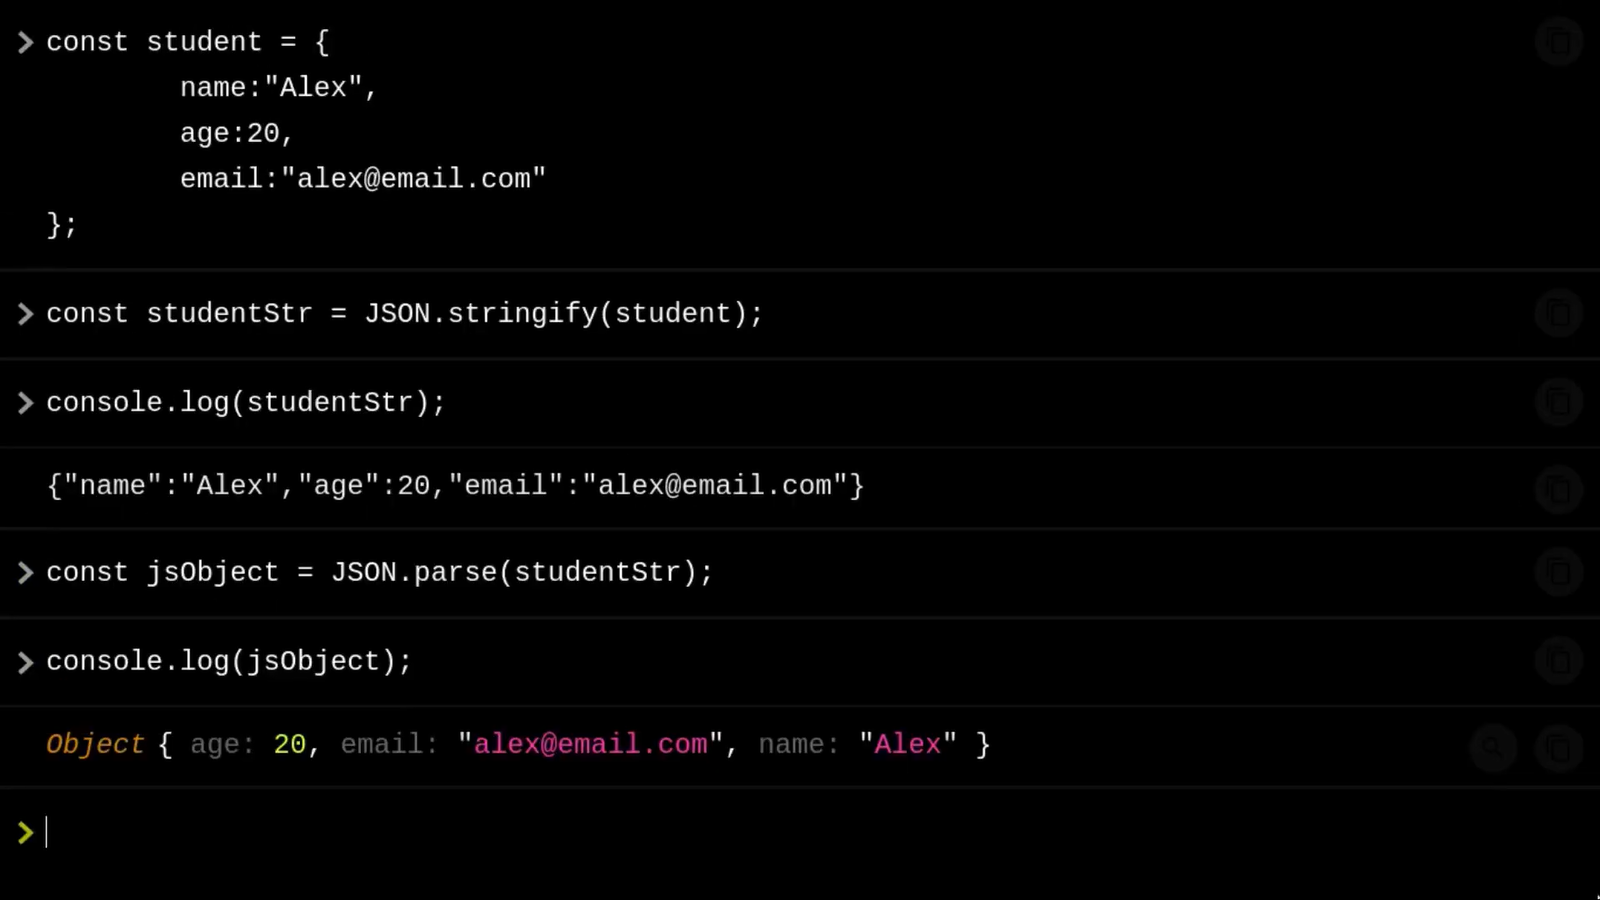 const student = {
name:"Alex",
age:20,
email:"alex@email.com"
};
const studentStr = JSON.stringify(student);
console.log(studentStr);
{"name":"Alex","age":20,"email":"alex@email.com"}
const jsObject = JSON.parse(studentStr);
console.log(jsObject);
Object { age: 20, email: "alex@email.com", name: "Alex" }